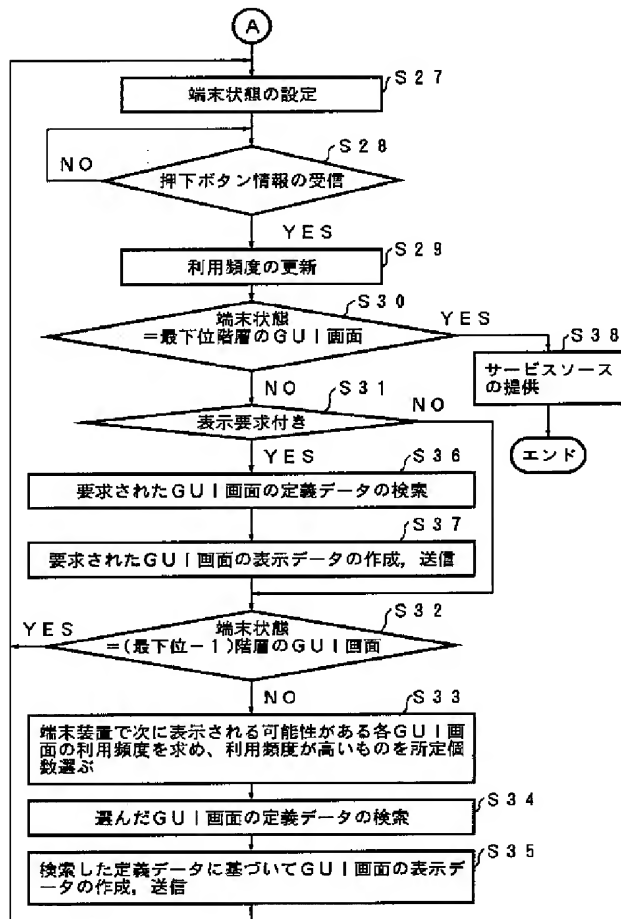 A
S27
端末状態の設定
S28
NO
押下ボタン情報の受信
YES
S29
利用頻度の更新
S30
端末状態
=最下位階層のGUI画面
YES
S38
サービスソース
の提供
エンド
NO
S31
表示要求付き
NO
YES
S36
要求されたGUI画面の定義データの検索
S37
要求されたGUI画面の表示データの作成,送信
S32
YES
端末状態
=(最下位-1)階層のGUI画面
NO
S33
端末装置で次に表示される可能性がある各GUI画
面の利用頻度を求め、利用頻度が高いものを所定個
数選ぶ
S34
選んだGUI画面の定義データの検索
S35
検索した定義データに基づいてGUI画面の表示デ
ータの作成,送信